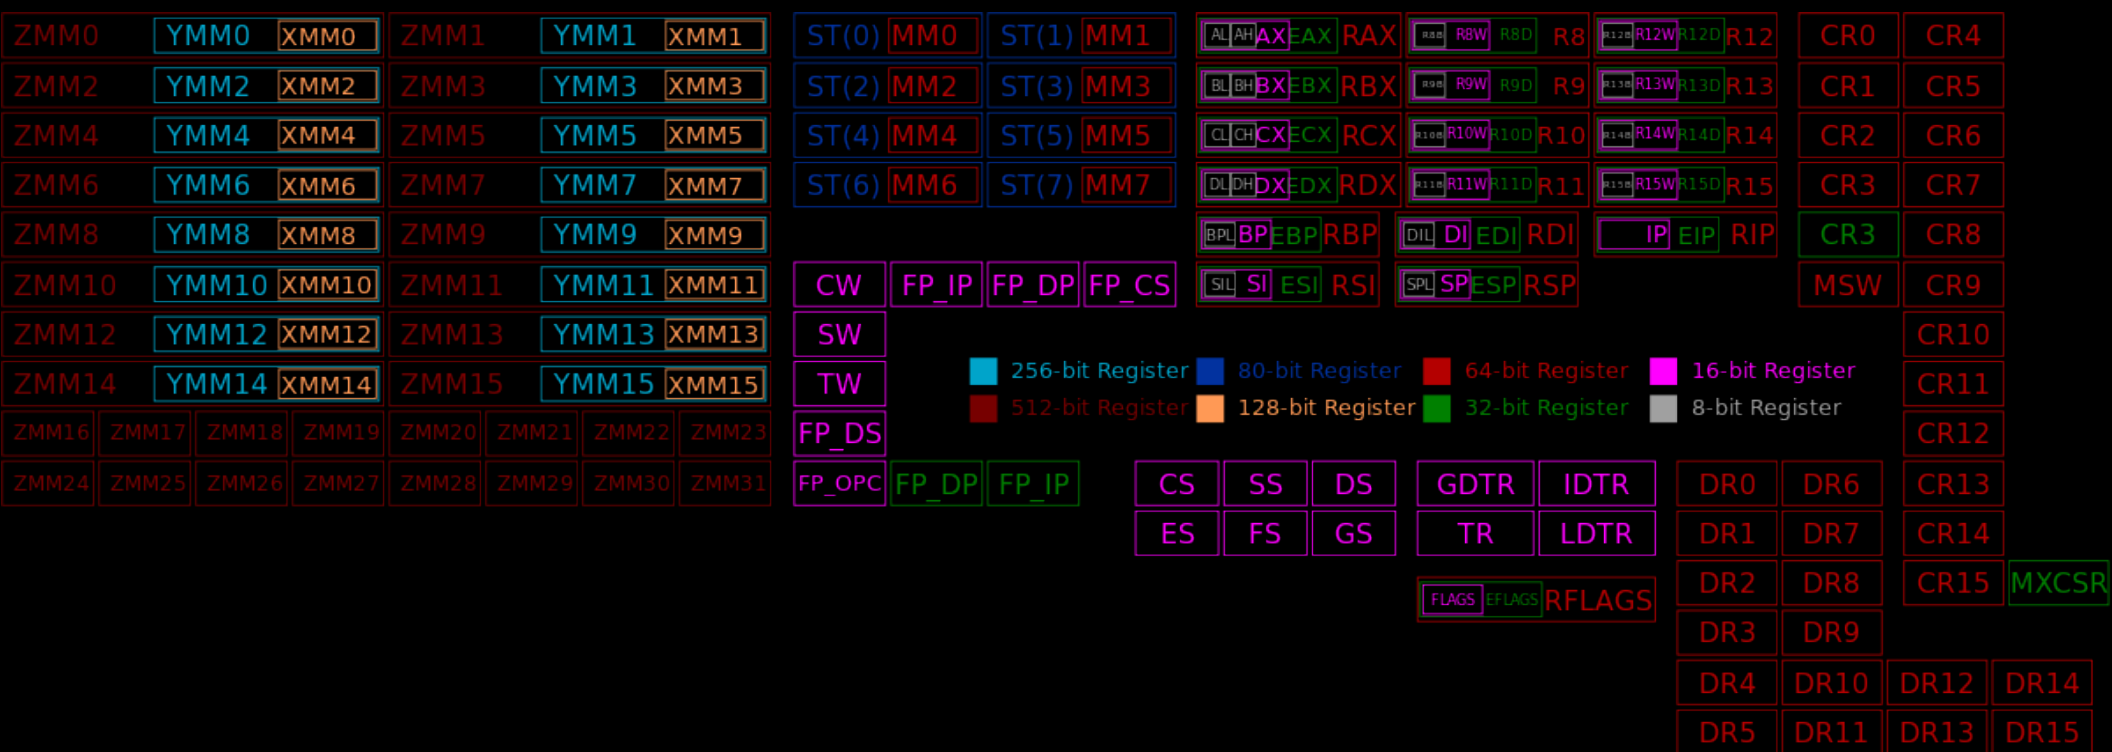 ZMM0 YMM0 XMM0 ZMM1 YMM1 XMM1 ST(0) MM0 ST(1) MM1 AL AH AX EAX RAX R8B R8W R8D R8 R12B R12W R12D R12 CR0 CR4
ZMM2 YMM2 XMM2 ZMM3 YMM3 XMM3 ST(2) MM2 ST(3) MM3 BL BH BX EBX RBX R9B R9W R9D R9 R13B R13W R13D R13 CR1 CR5
ZMM4 YMM4 XMM4 ZMM5 YMM5 XMM5 ST(4) MM4 ST(5) MM5 CL CH CX ECX RCX R10B R10W R10D R10 R14B R14W R14D R14 CR2 CR6
ZMM6 YMM6 XMM6 ZMM7 YMM7 XMM7 ST(6) MM6 ST(7) MM7 DL DH DX EDX RDX R11B R11W R11D R11 R15B R15W R15D R15 CR3 CR7
ZMM8 YMM8 XMM8 ZMM9 YMM9 XMM9 BPL BP EBP RBP DIL DI EDI RDI IP EIP RIP CR3 CR8
ZMM10 YMM10 XMM10 ZMM11 YMM11 XMM11 CW FP_IP FP_DP FP_CS SIL SI ESI RSI SPL SP ESP RSP MSW CR9
ZMM12 YMM12 XMM12 ZMM13 YMM13 XMM13 SW CR10
256-bit Register 80-bit Register 64-bit Register 16-bit Register
ZMM14 YMM14 XMM14 ZMM15 YMM15 XMM15 TW CR11
512-bit Register 128-bit Register 32-bit Register 8-bit Register
ZMM16 ZMM17 ZMM18 ZMM19 ZMM20 ZMM21 ZMM22 ZMM23 FP_DS CR12
ZMM24 ZMM25 ZMM26 ZMM27 ZMM28 ZMM29 ZMM30 ZMM31 FP_OPC FP_DP FP_IP CS SS DS GDTR IDTR DR0 DR6 CR13
ES FS GS TR LDTR DR1 DR7 CR14
DR2 DR8 CR15 MXCSR
FLAGS EFLAGS RFLAGS
DR3 DR9
DR4 DR10 DR12 DR14
DR5 DR11 DR13 DR15